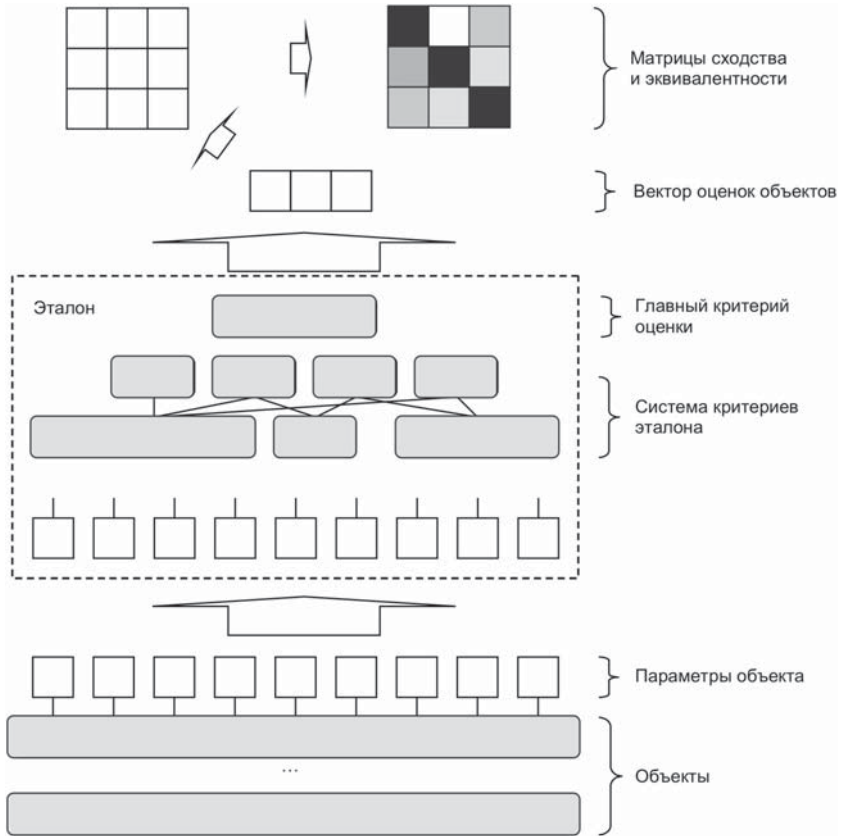 Матрицы сходства
и эквивалентности
Вектор оценок объектов
Эталон
Главный критерий
оценки
Система критериев
эталона
Параметры объекта
...
Объекты